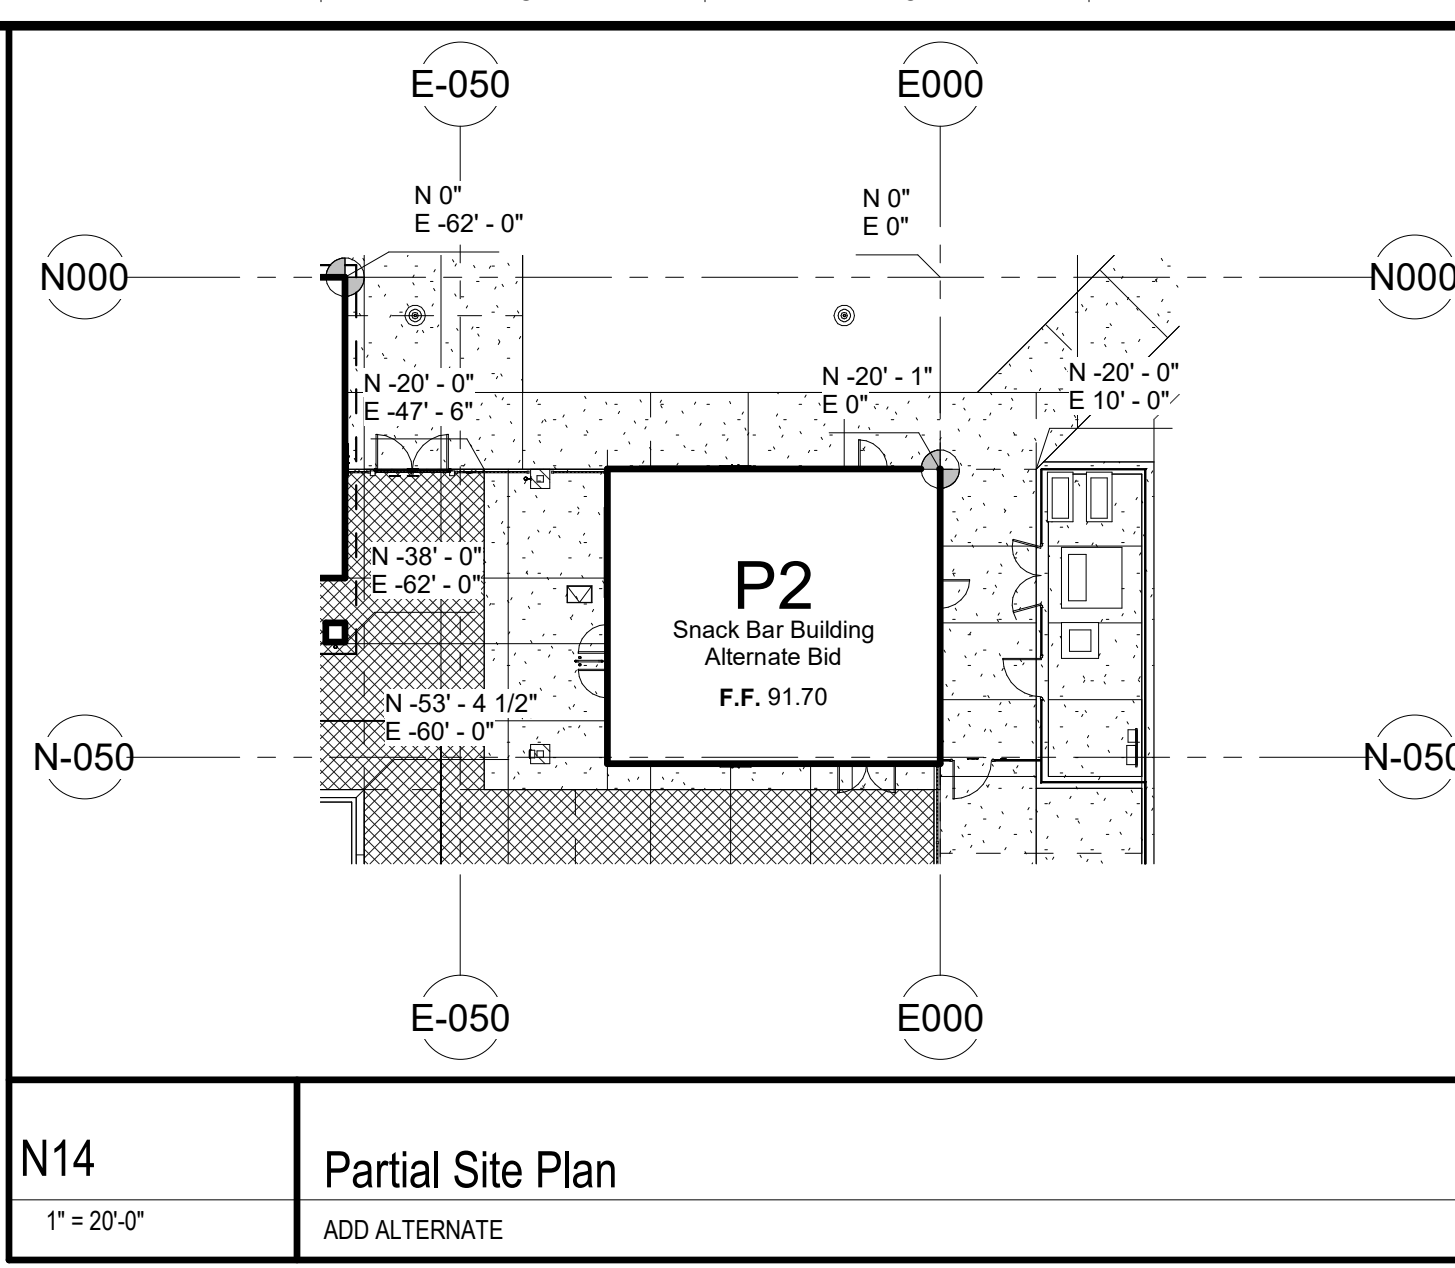 E-050
E000
N 0"
E -62' - 0"
N 0"
E 0"
N000
N000
N -20' - 0"
E -47' - 6"
N -20' - 1"
E 0"
N -20' - 0"
E 10' - 0"
N -38' - 0"
E -62' - 0"
P2
Snack Bar Building
Alternate Bid
F.F. 91.70
N -53' - 4 1/2"
E -60' - 0"
N-050
N-050
E-050
E000
N14
Partial Site Plan
1" = 20'-0"
ADD ALTERNATE